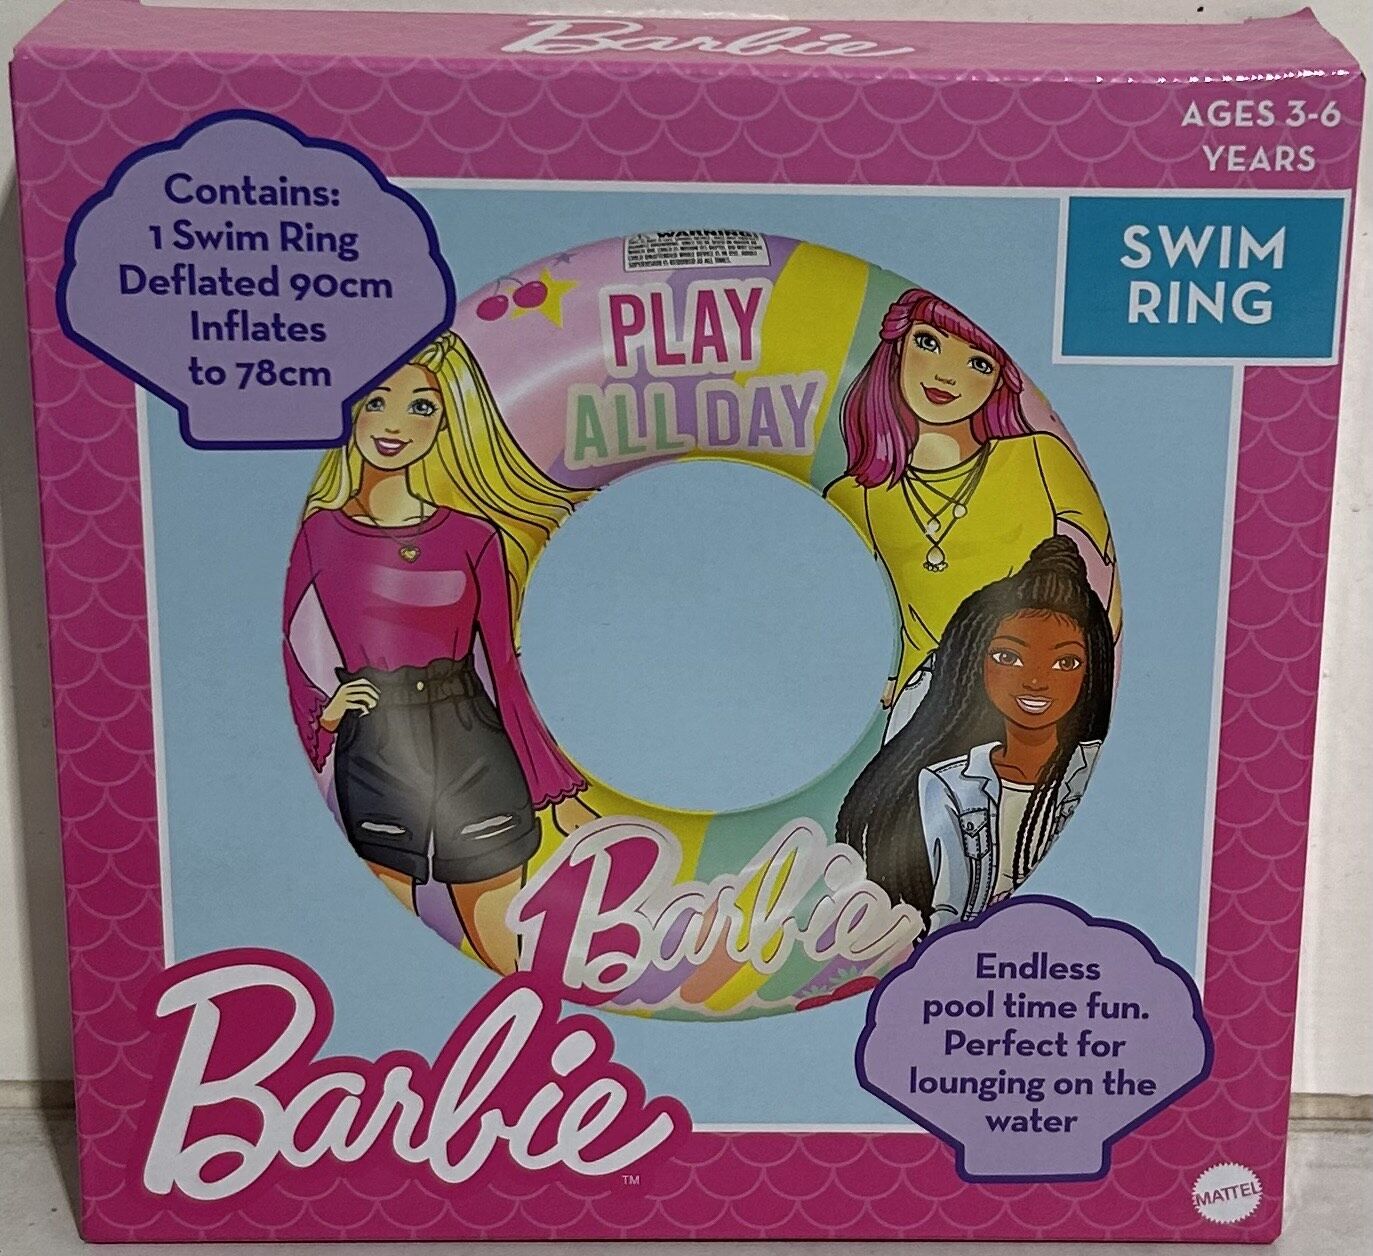 Barbie
AGES 3-6
YEARS
SWIM
RING
Contains:
1 Swim Ring
Deflated 90cm
Inflates
to 78cm
WARNING!
PLAY
ALL DAY
Barbie
Barbie
TM
Endless
pool time fun.
Perfect for
lounging on the
water
MATTEL